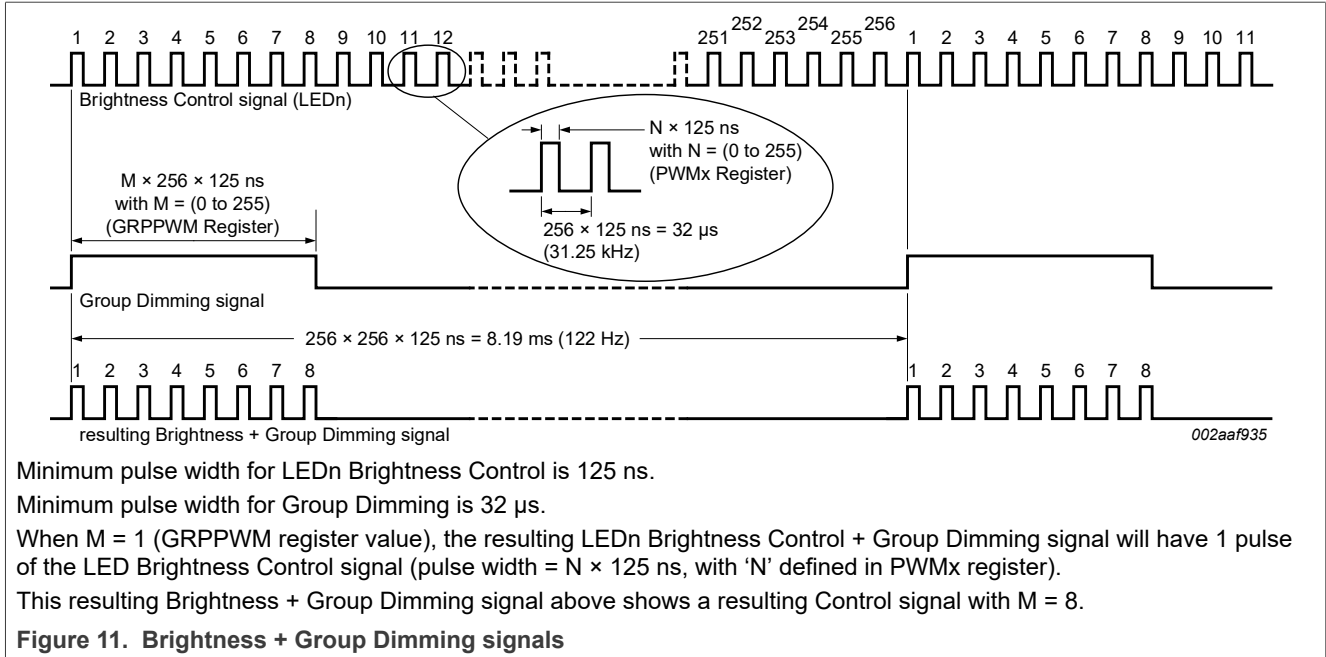 1 2 3 4 5 6 7 8 9 10 11 12 251 252 253 254 255 256 1 2 3 4 5 6 7 8 9 10 11
Brightness Control signal (LEDn)
N × 125 ns
with N = (0 to 255)
(PWMx Register)
256 × 125 ns = 32 µs
(31.25 kHz)
M × 256 × 125 ns
with M = (0 to 255)
(GRPPWM Register)
Group Dimming signal
256 × 256 × 125 ns = 8.19 ms (122 Hz)
1 2 3 4 5 6 7 8 1 2 3 4 5 6 7 8
resulting Brightness + Group Dimming signal
002aaf935
Minimum pulse width for LEDn Brightness Control is 125 ns.
Minimum pulse width for Group Dimming is 32 µs.
When M = 1 (GRPPWM register value), the resulting LEDn Brightness Control + Group Dimming signal will have 1 pulse
of the LED Brightness Control signal (pulse width = N × 125 ns, with ‘N’ defined in PWMx register).
This resulting Brightness + Group Dimming signal above shows a resulting Control signal with M = 8.
Figure 11. Brightness + Group Dimming signals